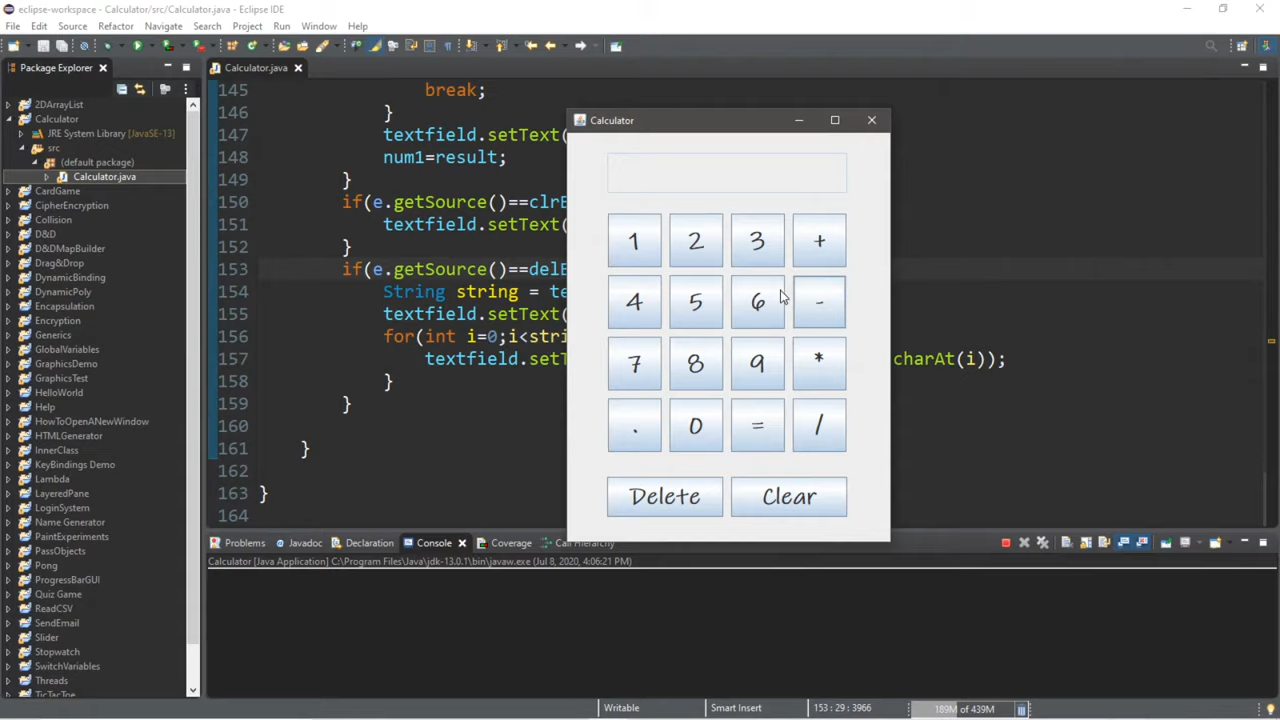 eclipse-workspace - Calculator/src/Calculator.java - Eclipse IDE
File Edit Source Refactor Navigate Search Project Run Window Help
Package Explorer
2DArrayList
Calculator
JRE System Library [JavaSE-13]
src
(default package)
Calculator.java
CardGame
CipherEncryption
Collision
D&D
D&DMapBuilder
Drag&Drop
DynamicBinding
DynamicPoly
Encapsulation
Encryption
Generics
GlobalVariables
GraphicsDemo
GraphicsTest
HelloWorld
Help
HowToOpenANewWindow
HTMLGenerator
InnerClass
KeyBindings Demo
Lambda
LayeredPane
LoginSystem
Name Generator
PaintExperiments
PassObjects
Pong
ProgressBarGUI
Quiz Game
ReadCSV
SendEmail
Slider
Stopwatch
SwitchVariables
Threads
TicTacToe
Calculator.java
145 break;
146 }
147 textfield.setText(
148 num1=result;
149 }
150 if(e.getSource()==clrB
151 textfield.setText(
152 }
153 if(e.getSource()==delB
154 String string = te
155 textfield.setText(
156 for(int i=0;i<stri
157 textfield.setT charAt(i));
158 }
159 }
160
161 }
162
163 }
164
Calculator
1 2 3 +
4 5 6 -
7 8 9 *
. 0 = /
Delete Clear
Problems Javadoc Declaration Console Coverage Call Hierarchy
Calculator [Java Application] C:\Program Files\Java\jdk-13.0.1\bin\javaw.exe (Jul 8, 2020, 4:06:21 PM)
Writable Smart Insert 153 : 29 : 3966 189M of 439M